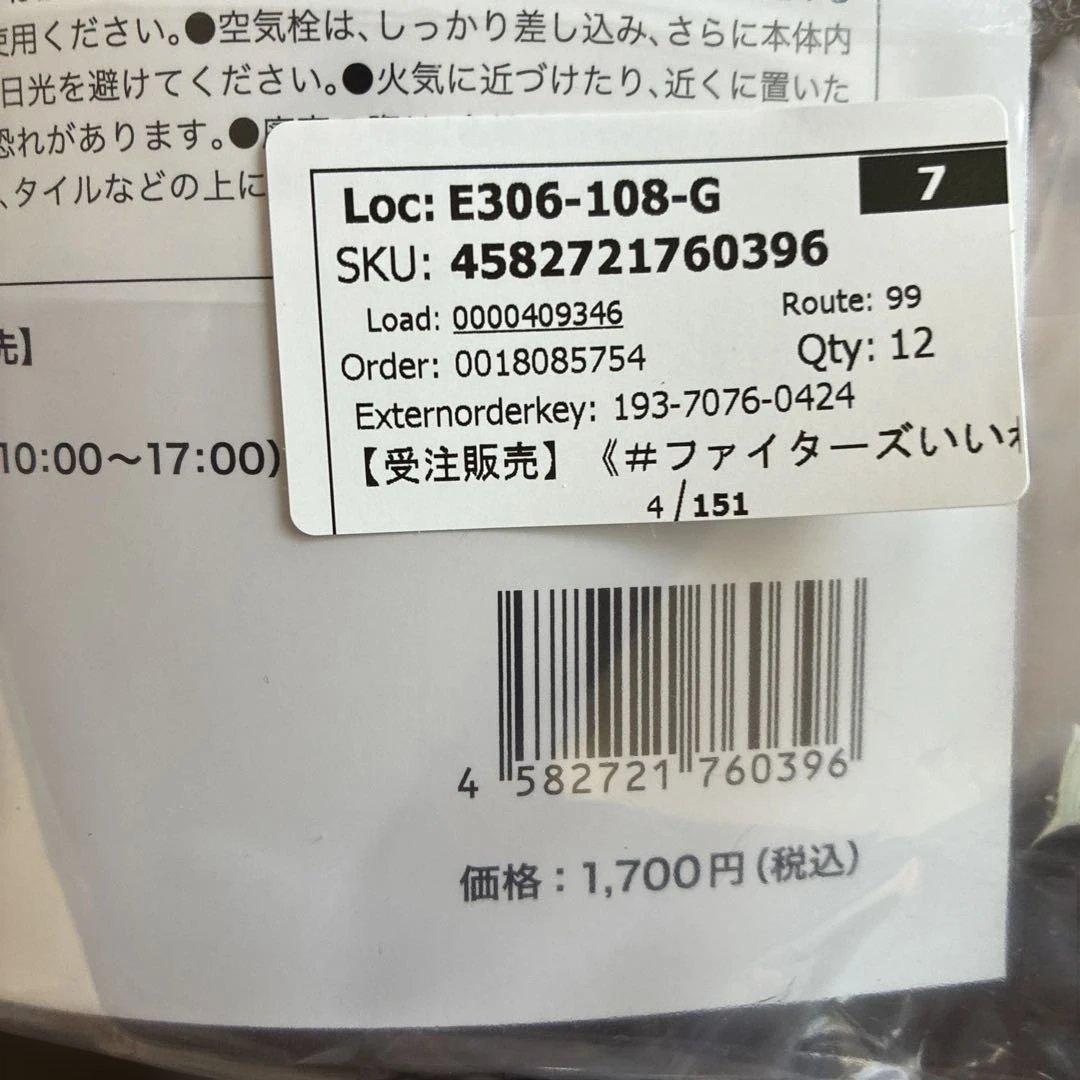 使用ください。●空気栓は、しっかり差し込み、さらに本体内
日光を避けてください。●火気に近づけたり、近くに置いた
恐れがあります。●
、タイルなどの上に
先】
10:00～17:00)
7
Loc: E306-108-G
SKU: 4582721760396
Load: 0000409346 Route: 99
Order: 0018085754 Qty: 12
Externorderkey: 193-7076-0424
【受注販売】 《#ファイターズいい
4/151
4 582721 760396
価格：1,700円(税込)